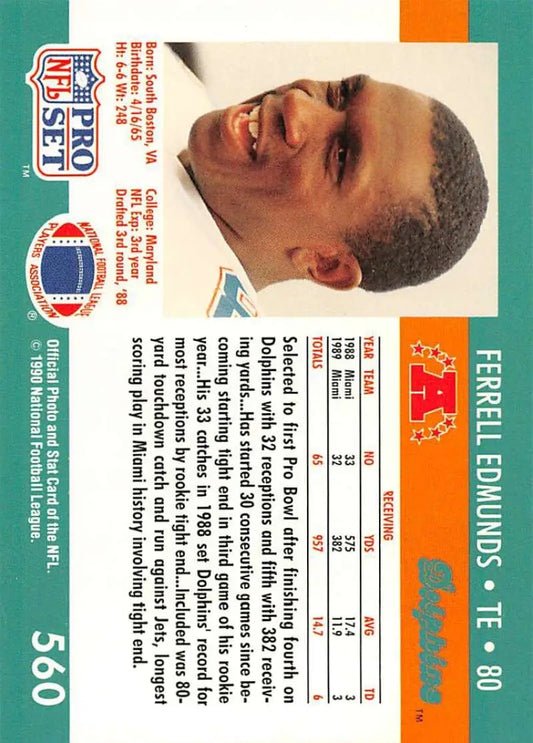 FERRELL EDMUNDS • TE • 80
A
Dolphins™
Born: South Boston, VA
Birthdate: 4/16/65
Ht: 6-6 Wt: 248
College: Maryland
NFL Exp: 3rd year
Drafted 3rd round, '88
RECEIVING
YEAR TEAM NO YDS AVG TD
1988 Miami 33 575 17.4 3
1989 Miami 32 382 11.9 3
TOTALS 65 957 14.7 6
Selected to first Pro Bowl after finishing fourth on
Dolphins with 32 receptions and fifth with 382 receiv-
ing yards...Has started 30 consecutive games since be-
coming starting tight end in third game of his rookie
year...His 33 catches in 1988 set Dolphins' record for
most receptions by rookie tight end...Included was 80-
yard touchdown catch and run against Jets, longest
scoring play in Miami history involving tight end.
PRO
NFL SET
™
NATIONAL FOOTBALL LEAGUE
PLAYERS ASSOCIATION
®
Official Photo and Stat Card of the NFL.
© 1990 National Football League.
560